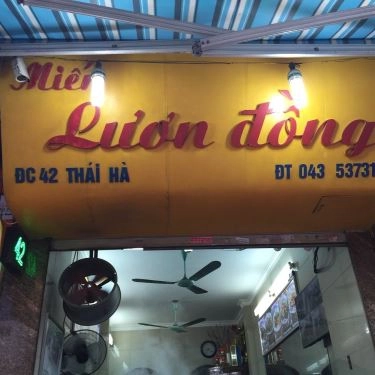 Miến
Lươn đồng
ĐC 42 THÁI HÀ ĐT 043 53731
42